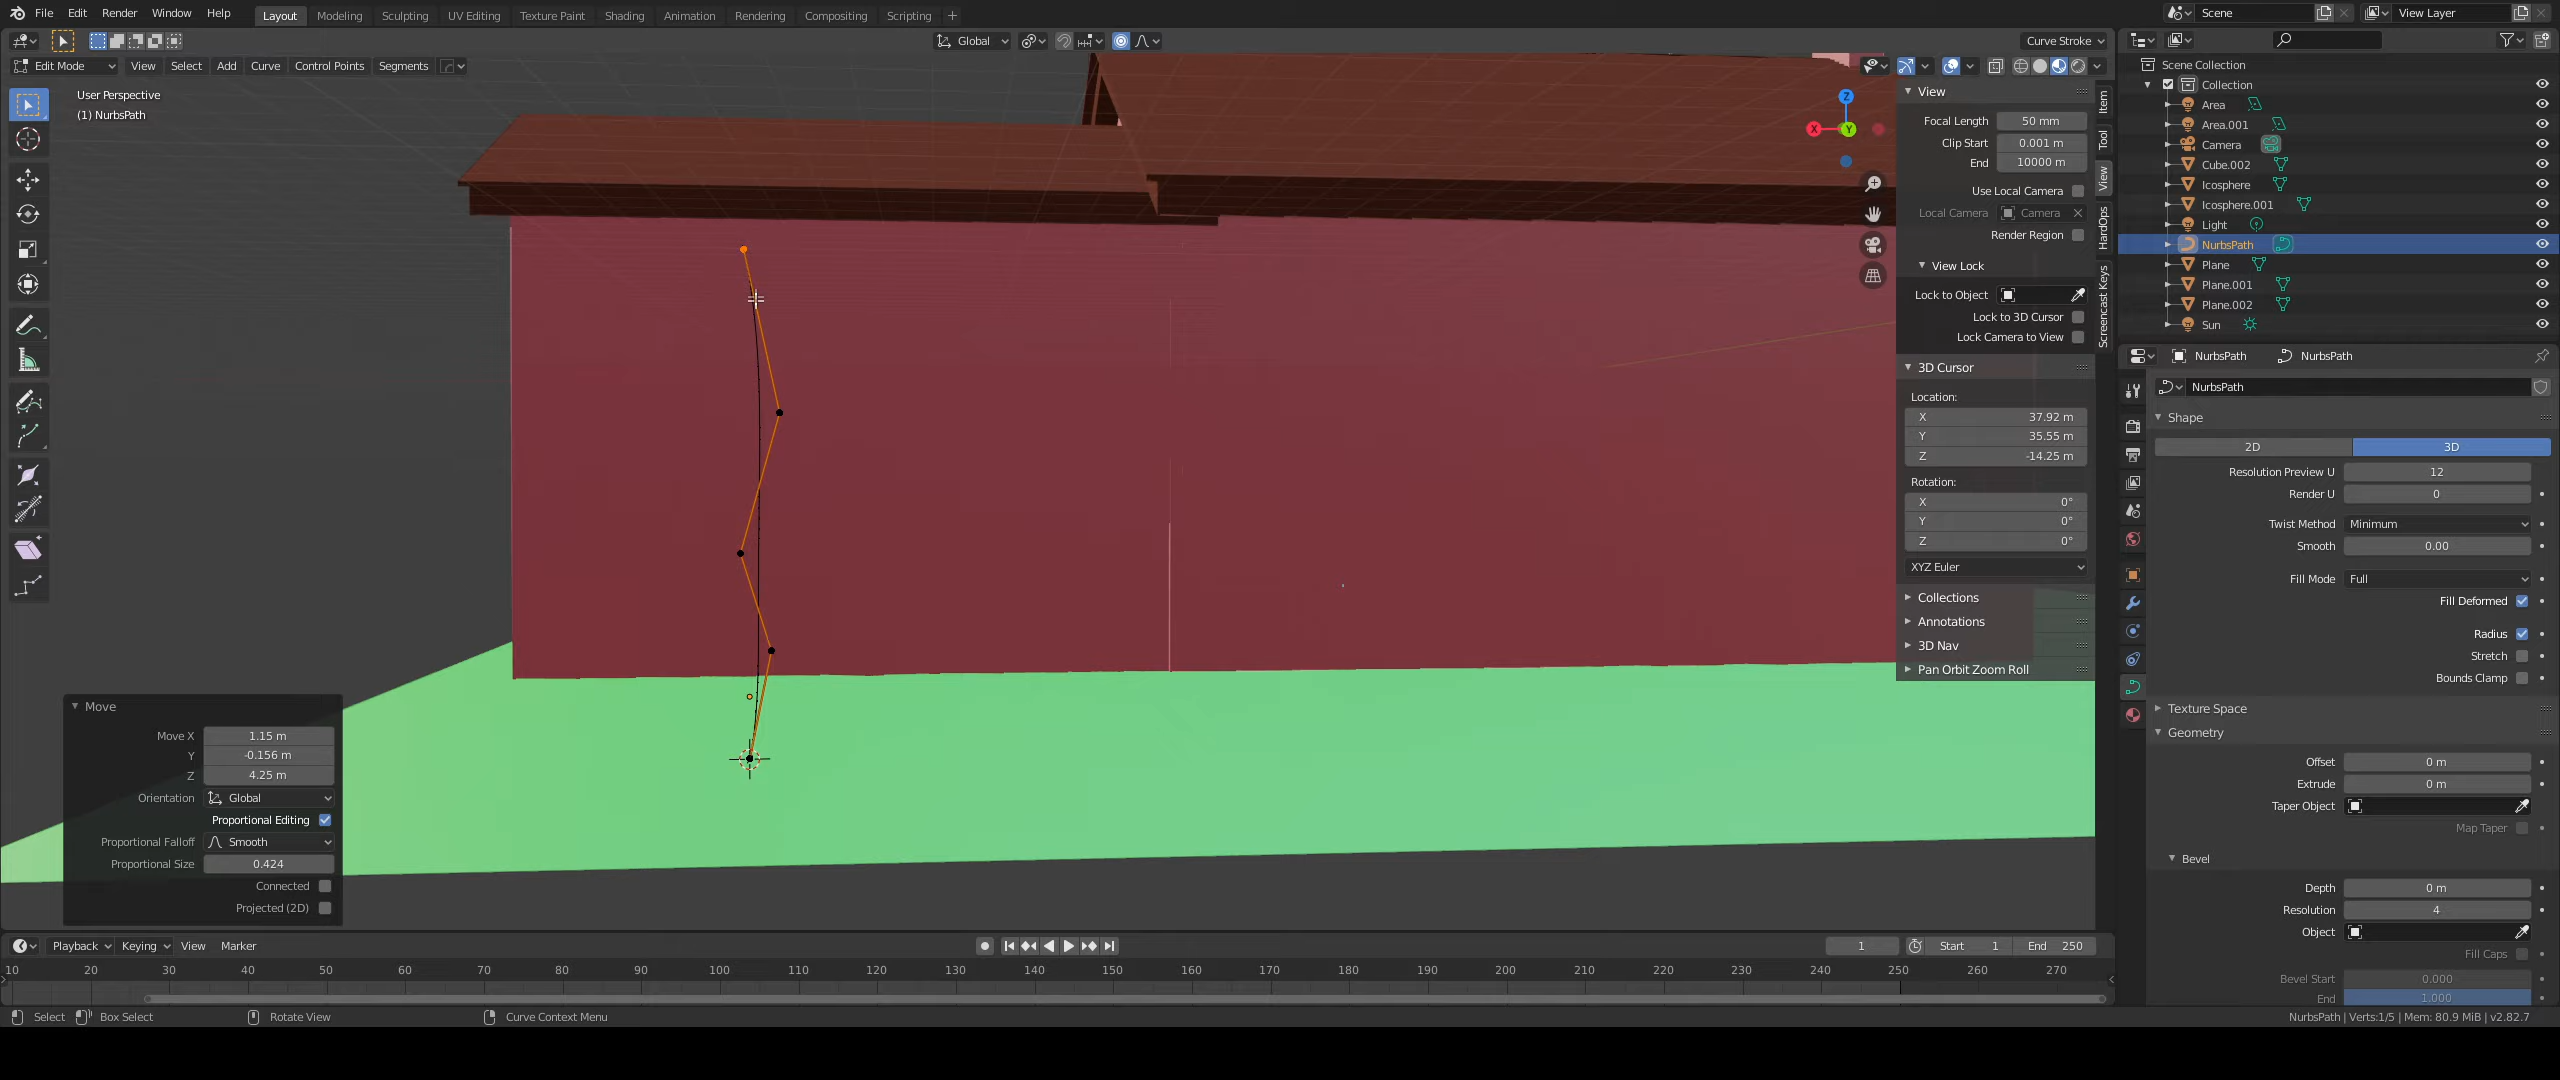 File Edit Render Window Help Layout Modeling Sculpting UV Editing Texture Paint Shading Animation Rendering Compositing Scripting + Scene View Layer
Global Curve Stroke
Edit Mode View Select Add Curve Control Points Segments
User Perspective
(1) NurbsPath
Z
X
Y
View
Focal Length 50 mm
Clip Start 0.001 m
End 10000 m
Use Local Camera
Local Camera Camera
Render Region
View Lock
Lock to Object
Lock to 3D Cursor
Lock Camera to View
3D Cursor
Location:
X 37.92 m
Y 35.55 m
Z -14.25 m
Rotation:
X 0°
Y 0°
Z 0°
XYZ Euler
Collections
Annotations
3D Nav
Pan Orbit Zoom Roll
Item
Tool
View
HardOps
Screencast Keys
Scene Collection
Collection
Area
Area.001
Camera
Cube.002
Icosphere
Icosphere.001
Light
NurbsPath
Plane
Plane.001
Plane.002
Sun
NurbsPath NurbsPath
NurbsPath
Shape
2D 3D
Resolution Preview U 12
Render U 0
Twist Method Minimum
Smooth 0.00
Fill Mode Full
Fill Deformed
Radius
Stretch
Bounds Clamp
Texture Space
Geometry
Offset 0 m
Extrude 0 m
Taper Object
Map Taper
Bevel
Depth 0 m
Resolution 4
Object
Fill Caps
Bevel Start 0.000
End 1.000
Move
Move X 1.15 m
Y -0.156 m
Z 4.25 m
Orientation Global
Proportional Editing
Proportional Falloff Smooth
Proportional Size 0.424
Connected
Projected (2D)
Playback Keying View Marker 1 Start 1 End 250
10 20 30 40 50 60 70 80 90 100 110 120 130 140 150 160 170 180 190 200 210 220 230 240 250 260 270
Select Box Select Rotate View Curve Context Menu NurbsPath | Verts:1/5 | Mem: 80.9 MiB | v2.82.7